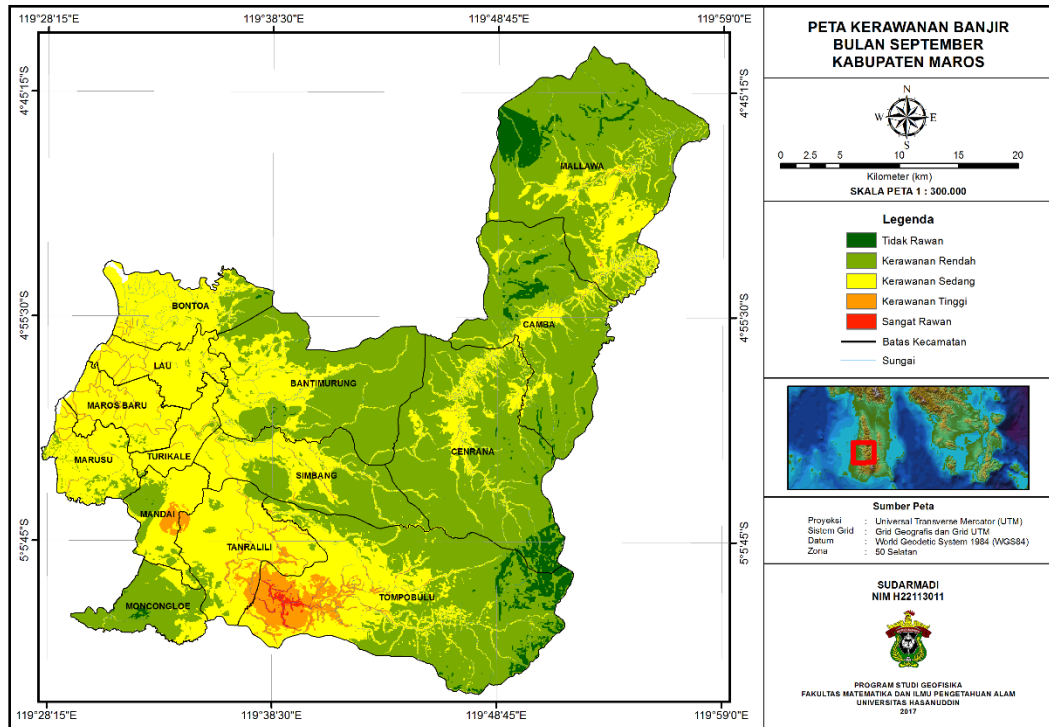 119°28'15"E 119°38'30"E 119°48'45"E 119°59'0"E
4°45'15"S 4°45'15"S
4°55'30"S 4°55'30"S
5°5'45"S 5°5'45"S
MALLAWA
BONTOA
CAMBA
LAU
BANTIMURUNG
MAROS BARU
CENRANA
MARUSU
TURIKALE
SIMBANG
MANDAI
TANRALILI
MONCONGLOE
TOMPOBULU
119°28'15"E 119°38'30"E 119°48'45"E 119°59'0"E
PETA KERAWANAN BANJIR
BULAN SEPTEMBER
KABUPATEN MAROS
N
W E
S
0 2.5 5 10 15 20
Kilometer (km)
SKALA PETA 1 : 300.000
Legenda
Tidak Rawan
Kerawanan Rendah
Kerawanan Sedang
Kerawanan Tinggi
Sangat Rawan
Batas Kecamatan
Sungai
Sumber Peta
Proyeksi : Universal Transverse Mercator (UTM)
Sistem Grid : Grid Geografis dan Grid UTM
Datum : World Geodetic System 1984 (WGS84)
Zona : 50 Selatan
SUDARMADI
NIM H22113011
PROGRAM STUDI GEOFISIKA
FAKULTAS MATEMATIKA DAN ILMU PENGETAHUAN ALAM
UNIVERSITAS HASANUDDIN
2017